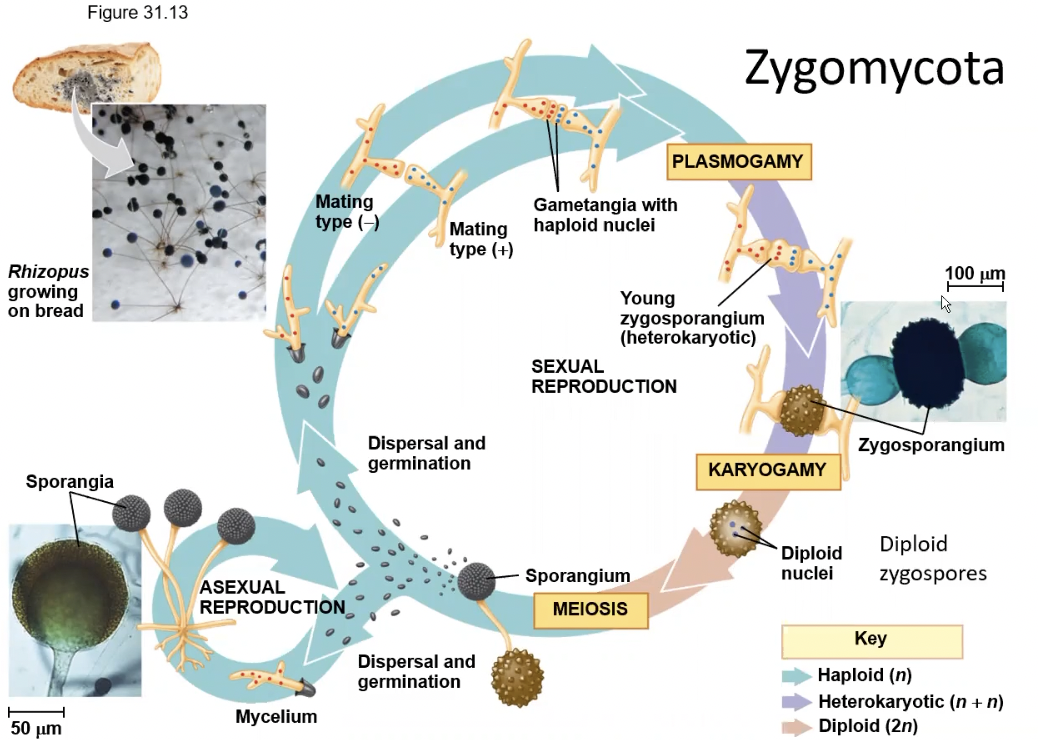 Figure 31.13
Zygomycota
PLASMOGAMY
Mating
type (–)
Mating
type (+)
Gametangia with
haploid nuclei
Rhizopus
growing
on bread
100 μm
Young
zygosporangium
(heterokaryotic)
SEXUAL
REPRODUCTION
Zygosporangium
Dispersal and
germination
KARYOGAMY
Sporangia
Diploid
nuclei
Diploid
zygospores
Sporangium
ASEXUAL
REPRODUCTION
MEIOSIS
Dispersal and
germination
Mycelium
50 μm
Key
Haploid (n)
Heterokaryotic (n + n)
Diploid (2n)